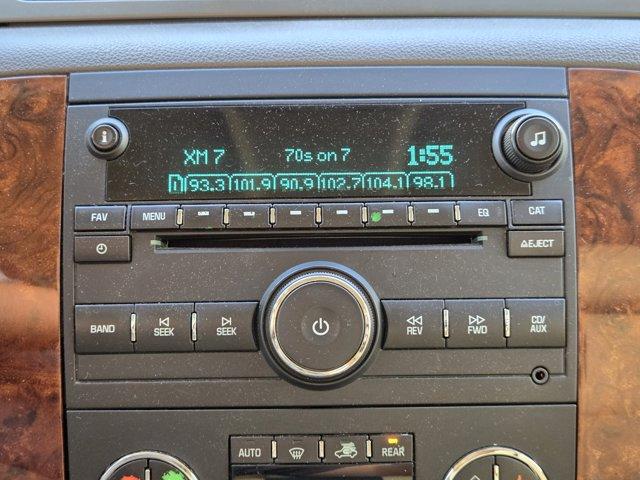 XM 7 70s on 7 1:55
1 93.3 101.9 90.9 102.7 104.1 98.1
FAV MENU EQ CAT
EJECT
BAND SEEK SEEK REV FWD CD/
AUX
AUTO REAR